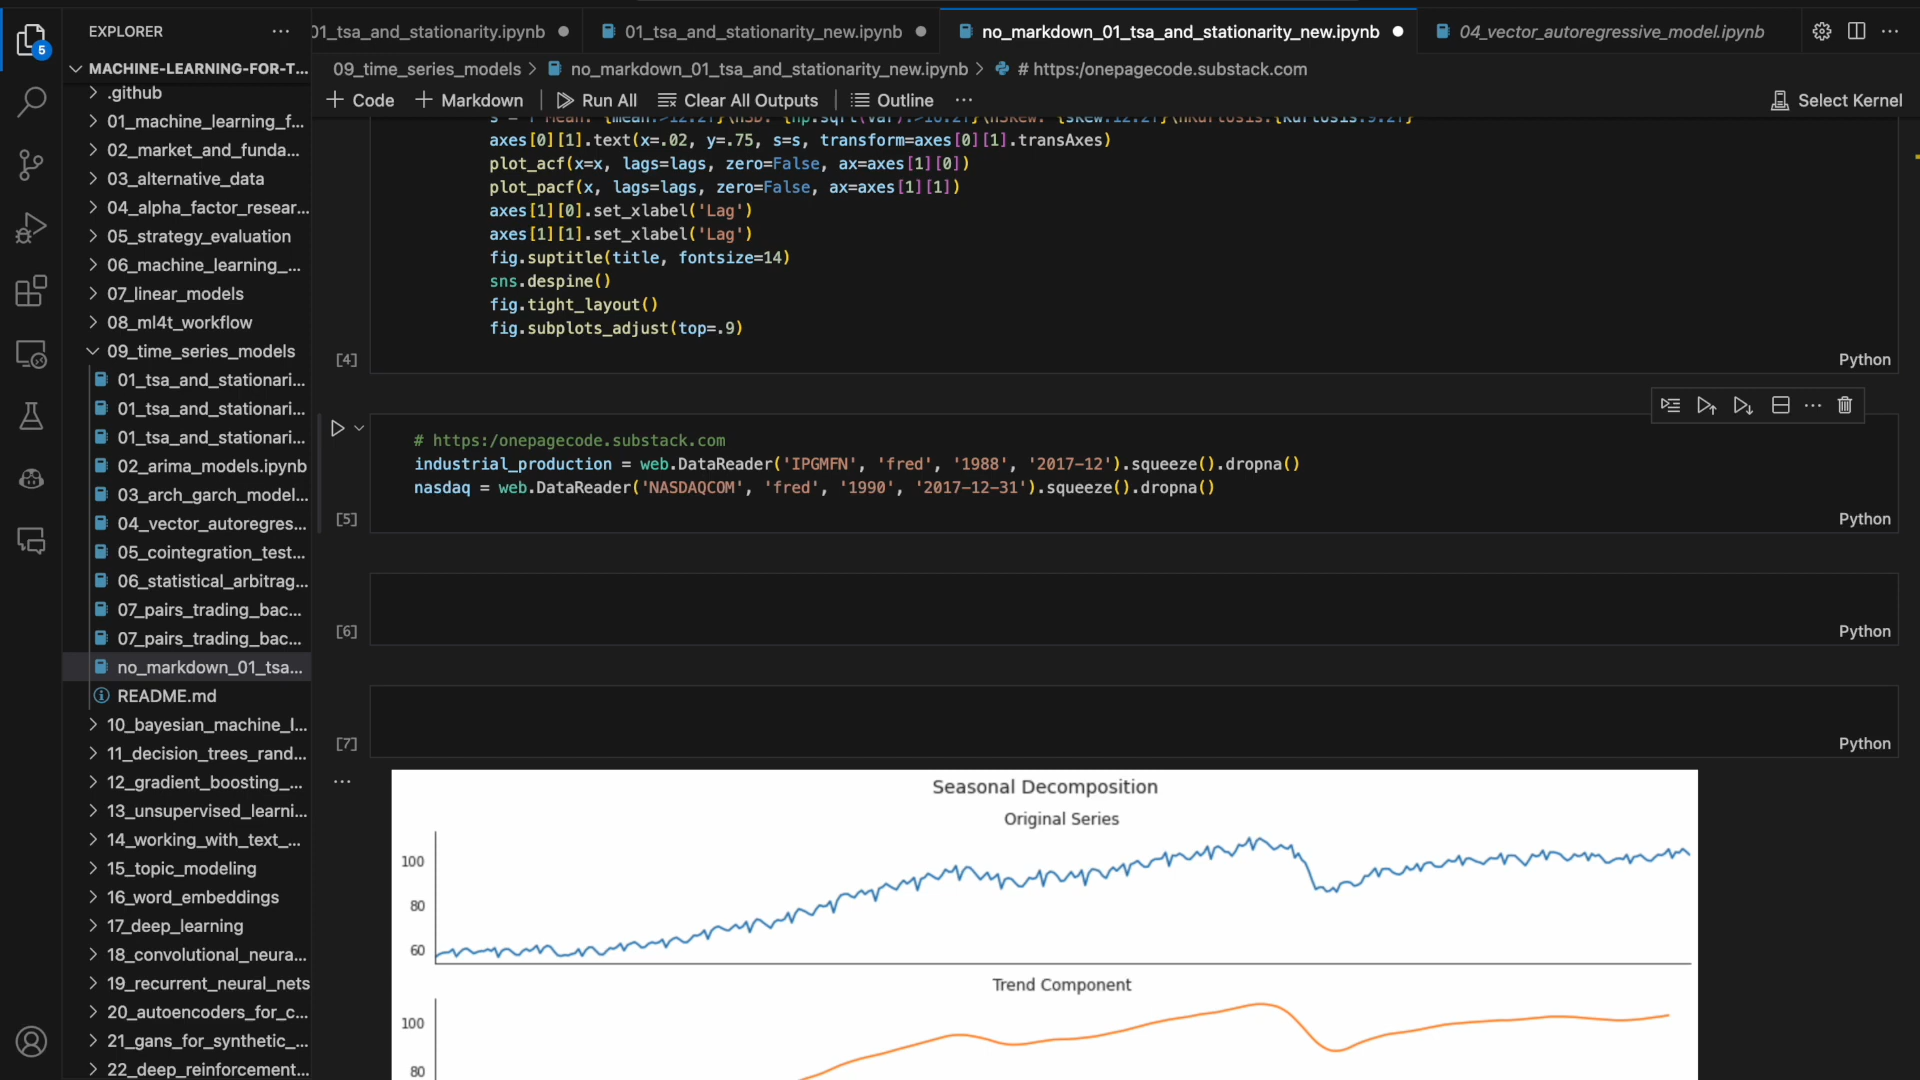 EXPLORER
01_tsa_and_stationarity.ipynb
01_tsa_and_stationarity_new.ipynb
no_markdown_01_tsa_and_stationarity_new.ipynb
04_vector_autoregressive_model.ipynb
5
MACHINE-LEARNING-FOR-T...
09_time_series_models > no_markdown_01_tsa_and_stationarity_new.ipynb > # https:/onepagecode.substack.com
Code
Markdown
Run All
Clear All Outputs
Outline
Select Kernel
.github
01_machine_learning_f...
02_market_and_funda...
03_alternative_data
04_alpha_factor_resear...
05_strategy_evaluation
06_machine_learning_...
07_linear_models
08_ml4t_workflow
09_time_series_models
01_tsa_and_stationari...
01_tsa_and_stationari...
01_tsa_and_stationari...
02_arima_models.ipynb
03_arch_garch_model...
04_vector_autoregres...
05_cointegration_test...
06_statistical_arbitrag...
07_pairs_trading_bac...
07_pairs_trading_bac...
no_markdown_01_tsa...
README.md
10_bayesian_machine_l...
11_decision_trees_rand...
12_gradient_boosting_...
13_unsupervised_learni...
14_working_with_text_...
15_topic_modeling
16_word_embeddings
17_deep_learning
18_convolutional_neura...
19_recurrent_neural_nets
20_autoencoders_for_c...
21_gans_for_synthetic_...
22_deep_reinforcement...
axes[0][1].text(x=.02, y=.75, s=s, transform=axes[0][1].transAxes)
plot_acf(x=x, lags=lags, zero=False, ax=axes[1][0])
plot_pacf(x, lags=lags, zero=False, ax=axes[1][1])
axes[1][0].set_xlabel('Lag')
axes[1][1].set_xlabel('Lag')
fig.suptitle(title, fontsize=14)
sns.despine()
fig.tight_layout()
fig.subplots_adjust(top=.9)
[4]
Python
# https:/onepagecode.substack.com
industrial_production = web.DataReader('IPGMFN', 'fred', '1988', '2017-12').squeeze().dropna()
nasdaq = web.DataReader('NASDAQCOM', 'fred', '1990', '2017-12-31').squeeze().dropna()
[5]
Python
[6]
Python
[7]
Python
Seasonal Decomposition
Original Series
100
80
60
Trend Component
100
80